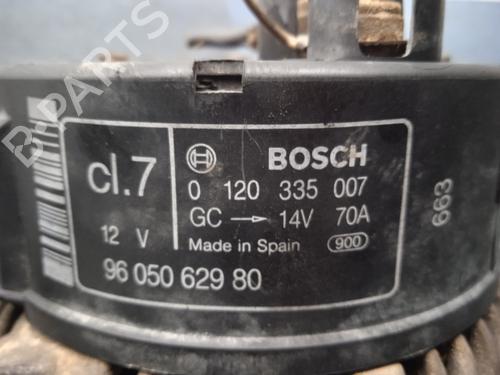 B-PARTS
cl.7
BOSCH
0 120 335 007
GC → 14V 70A
12 V
Made in Spain 900
96 050 629 80
663